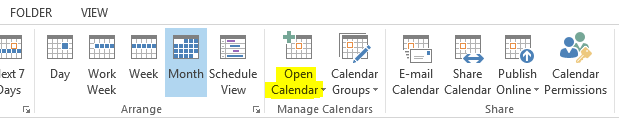 FOLDER VIEW
ext 7 Days
Day
Work Week
Week
Month
Schedule View
Open Calendar
Calendar Groups
E-mail Calendar
Share Calendar
Publish Online
Calendar Permissions
Arrange
Manage Calendars
Share